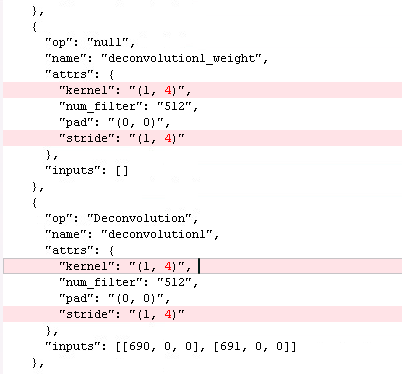 },
{
"op": "null",
"name": "deconvolution1_weight",
"attrs": {
"kernel": "(1, 4)",
"num_filter": "512",
"pad": "(0, 0)",
"stride": "(1, 4)"
},
"inputs": []
},
{
"op": "Deconvolution",
"name": "deconvolution1",
"attrs": {
"kernel": "(1, 4)",
"num_filter": "512",
"pad": "(0, 0)",
"stride": "(1, 4)"
},
"inputs": [[690, 0, 0], [691, 0, 0]]
},